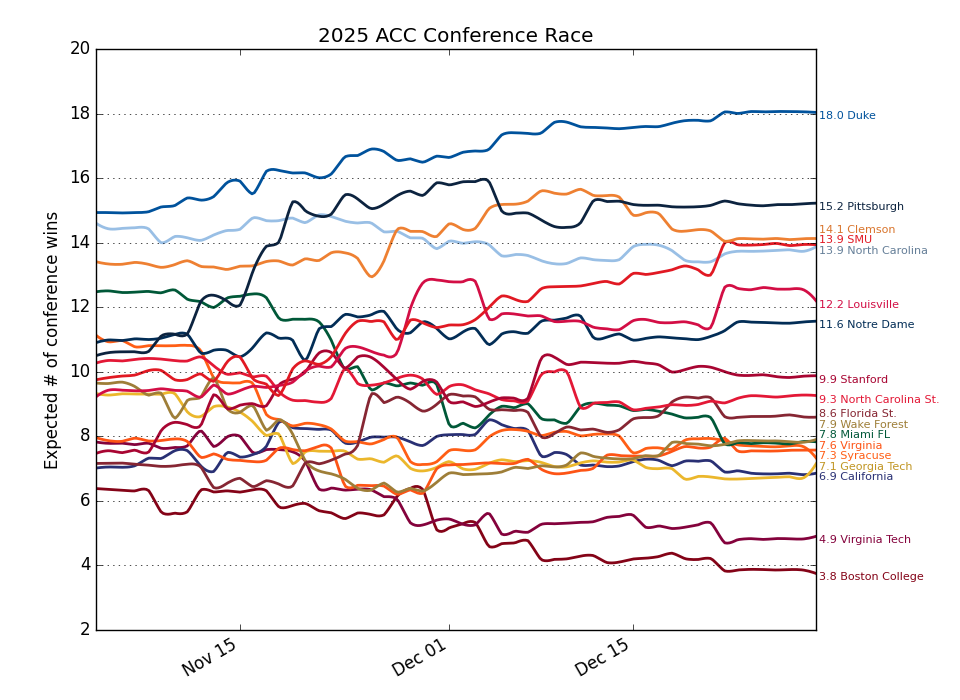 2025 ACC Conference Race
Expected # of conference wins
20
18
16
14
12
10
8
6
4
2
Nov 15
Dec 01
Dec 15
18.0 Duke
15.2 Pittsburgh
14.1 Clemson
13.9 SMU
13.9 North Carolina
12.2 Louisville
11.6 Notre Dame
9.9 Stanford
9.3 North Carolina St.
8.6 Florida St.
7.9 Wake Forest
7.8 Miami FL
7.6 Virginia
7.3 Syracuse
7.1 Georgia Tech
6.9 California
4.9 Virginia Tech
3.8 Boston College